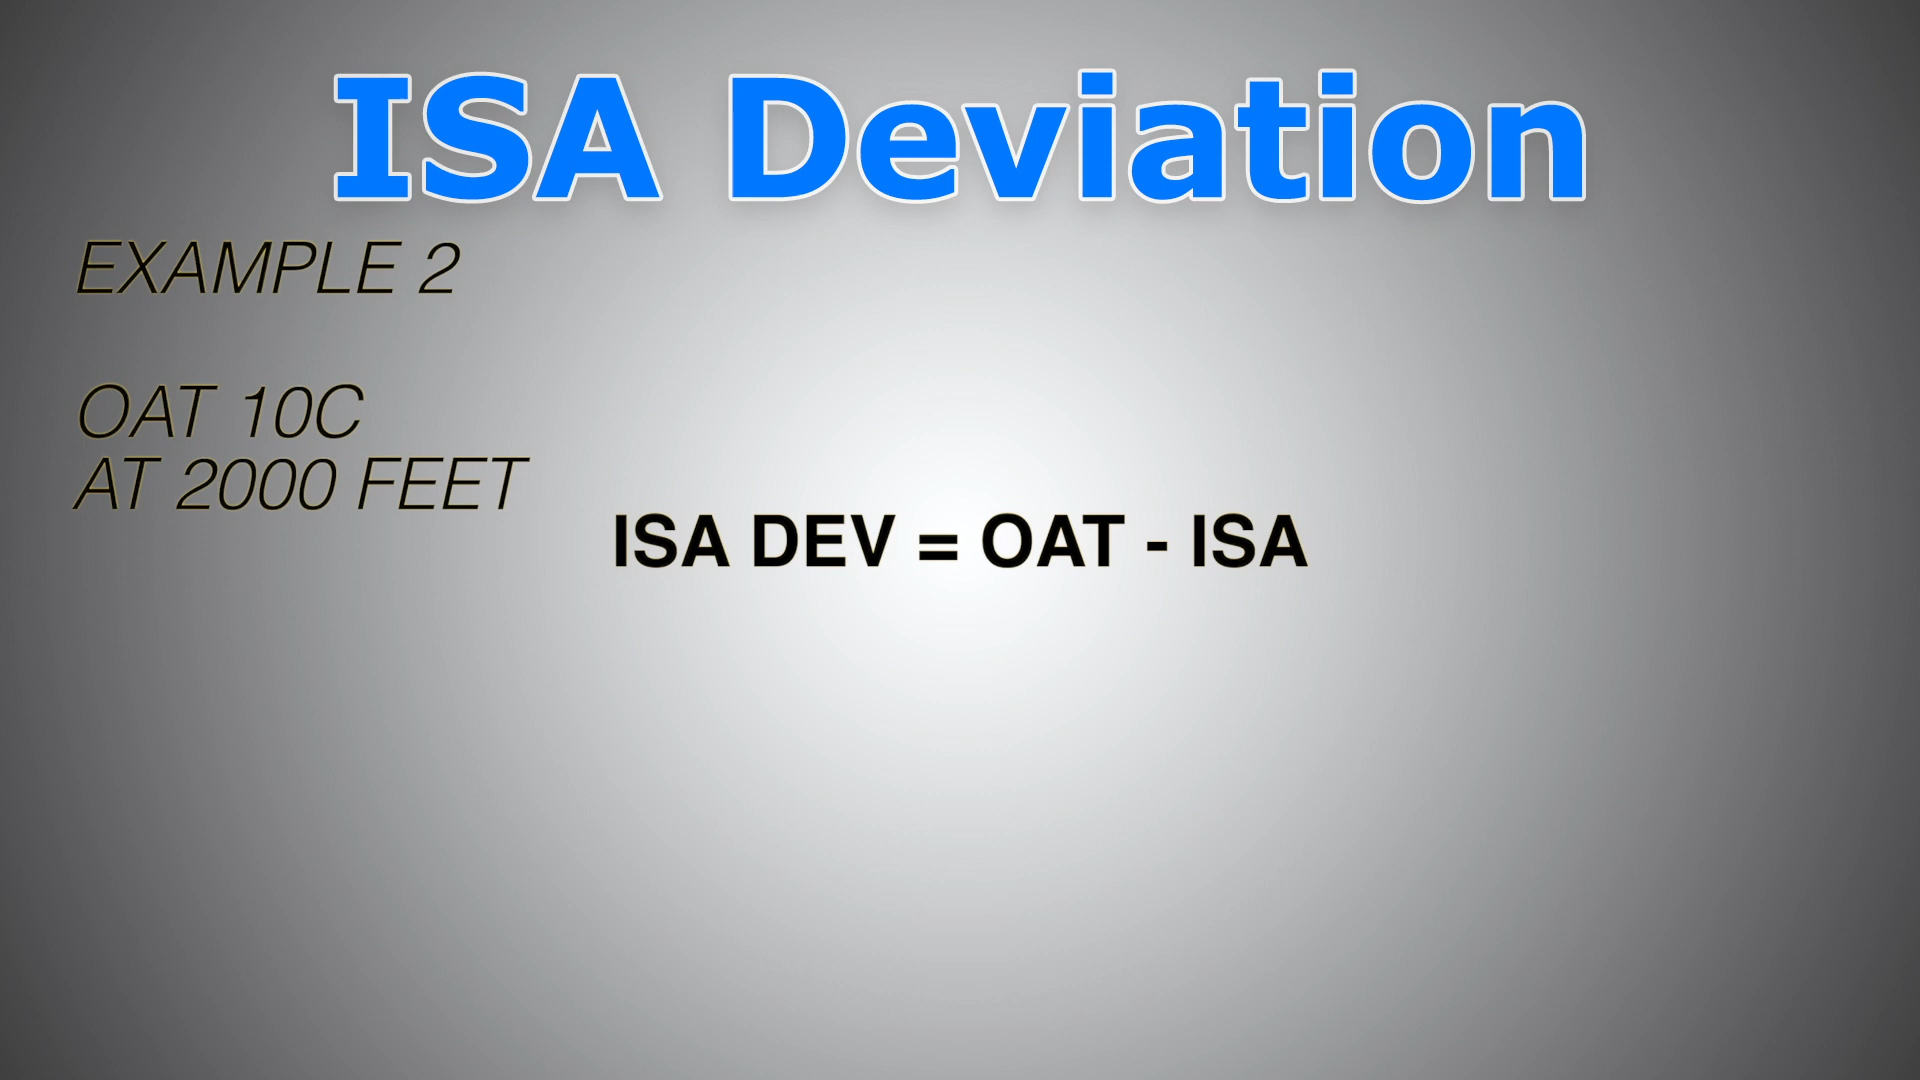 ISA Deviation
EXAMPLE 2
OAT 10C
AT 2000 FEET
ISA DEV = OAT - ISA